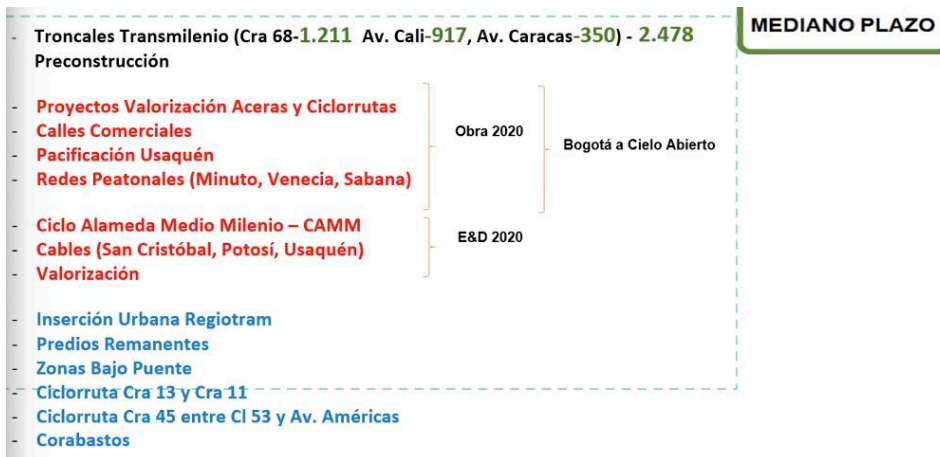 MEDIANO PLAZO
- Troncales Transmilenio (Cra 68-1.211 Av. Cali-917, Av. Caracas-350) - 2.478
Preconstrucción
- Proyectos Valorización Aceras y Ciclorrutas
- Calles Comerciales
- Pacificación Usaquén
- Redes Peatonales (Minuto, Venecia, Sabana)
Obra 2020
Bogotá a Cielo Abierto
- Ciclo Alameda Medio Milenio – CAMM
- Cables (San Cristóbal, Potosí, Usaquén)
- Valorización
E&D 2020
- Inserción Urbana Regiotram
- Predios Remanentes
- Zonas Bajo Puente
- Ciclorruta Cra 13 y Cra 11
- Ciclorruta Cra 45 entre Cl 53 y Av. Américas
- Corabastos